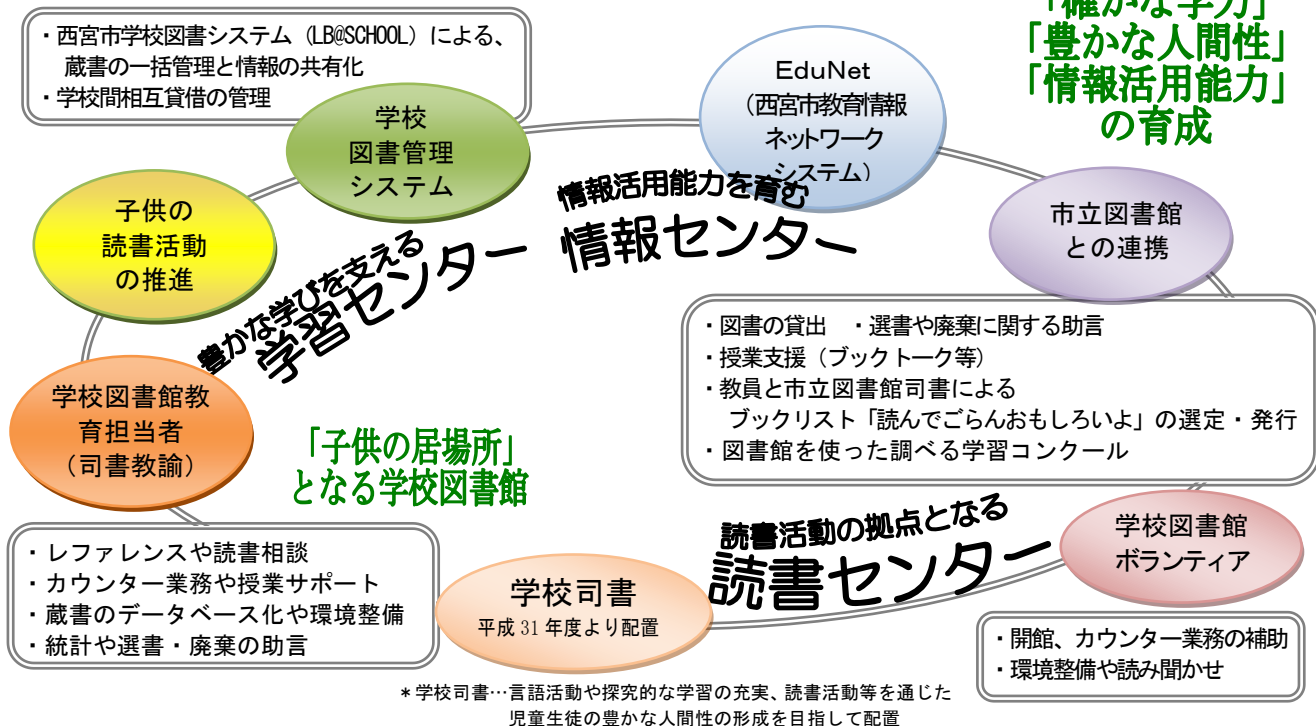 「確かな学力」
「豊かな人間性」
「情報活用能力」
の育成
・西宮市学校図書システム（LB@SCHOOL）による、
蔵書の一括管理と情報の共有化
・学校間相互貸借の管理
学校
図書管理
システム
EduNet
（西宮市教育情報
ネットワーク
システム）
子供の
読書活動
の推進
情報活用能力を育む
情報センター
市立図書館
との連携
豊かな学びを支える
学習センター
・図書の貸出　・選書や廃棄に関する助言
・授業支援（ブックトーク等）
・教員と市立図書館司書による
ブックリスト「読んでごらんおもしろいよ」の選定・発行
・図書館を使った調べる学習コンクール
学校図書館教
育担当者
（司書教諭）
「子供の居場所」
となる学校図書館
読書活動の拠点となる
読書センター
学校図書館
ボランティア
・レファレンスや読書相談
・カウンター業務や授業サポート
・蔵書のデータベース化や環境整備
・統計や選書・廃棄の助言
学校司書
平成31年度より配置
・開館、カウンター業務の補助
・環境整備や読み聞かせ
＊学校司書…言語活動や探究的な学習の充実、読書活動等を通じた
児童生徒の豊かな人間性の形成を目指して配置